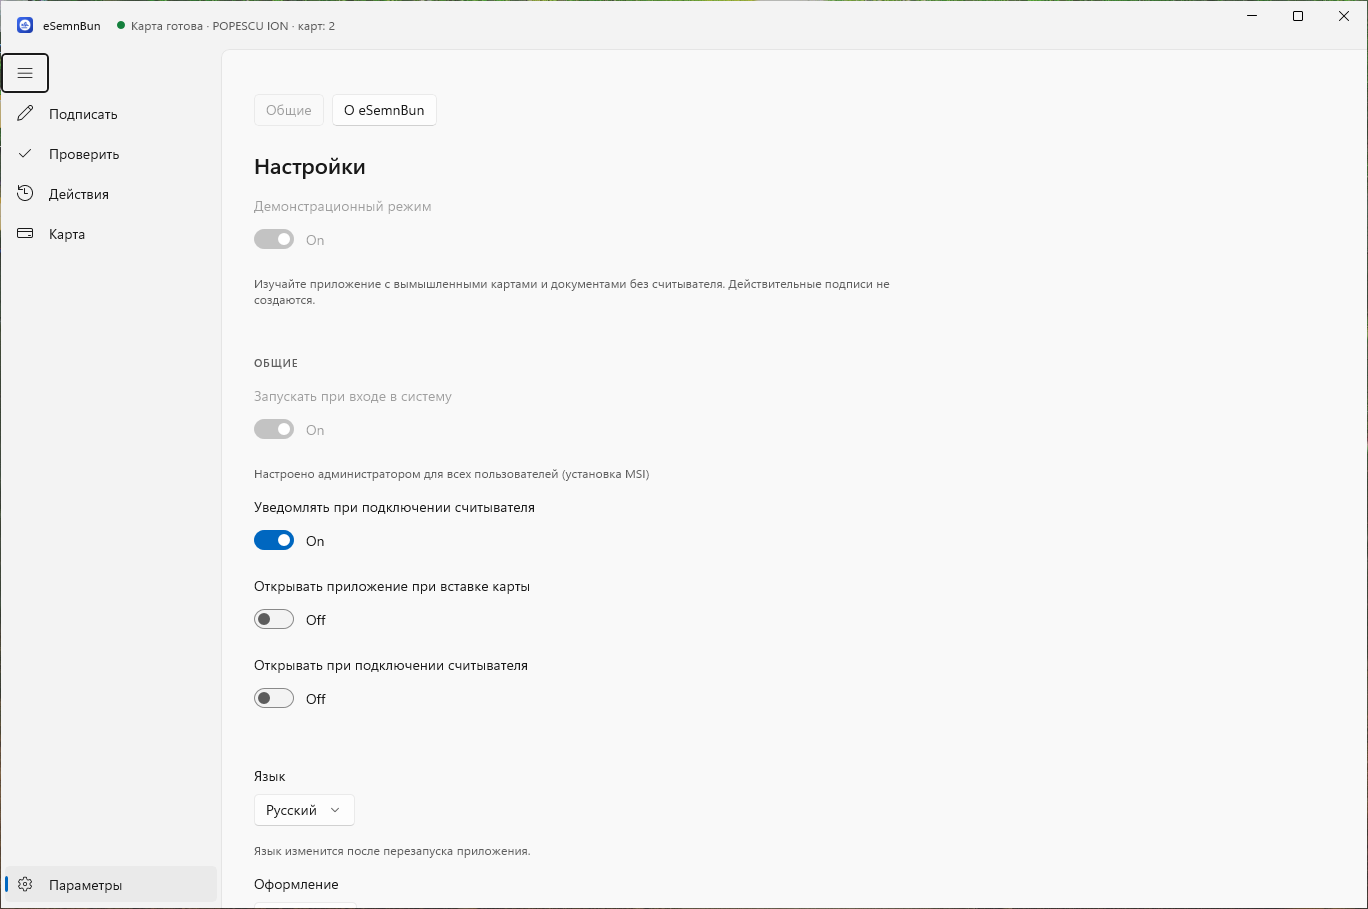 eSemnBun
Карта готова · POPESCU ION · карт: 2
Подписать
Проверить
Действия
Карта
Параметры
Общие
О eSemnBun
Настройки
Демонстрационный режим
On
Изучайте приложение с вымышленными картами и документами без считывателя. Действительные подписи не
создаются.
ОБЩИЕ
Запускать при входе в систему
On
Настроено администратором для всех пользователей (установка MSI)
Уведомлять при подключении считывателя
On
Открывать приложение при вставке карты
Off
Открывать при подключении считывателя
Off
Язык
Русский
Язык изменится после перезапуска приложения.
Оформление